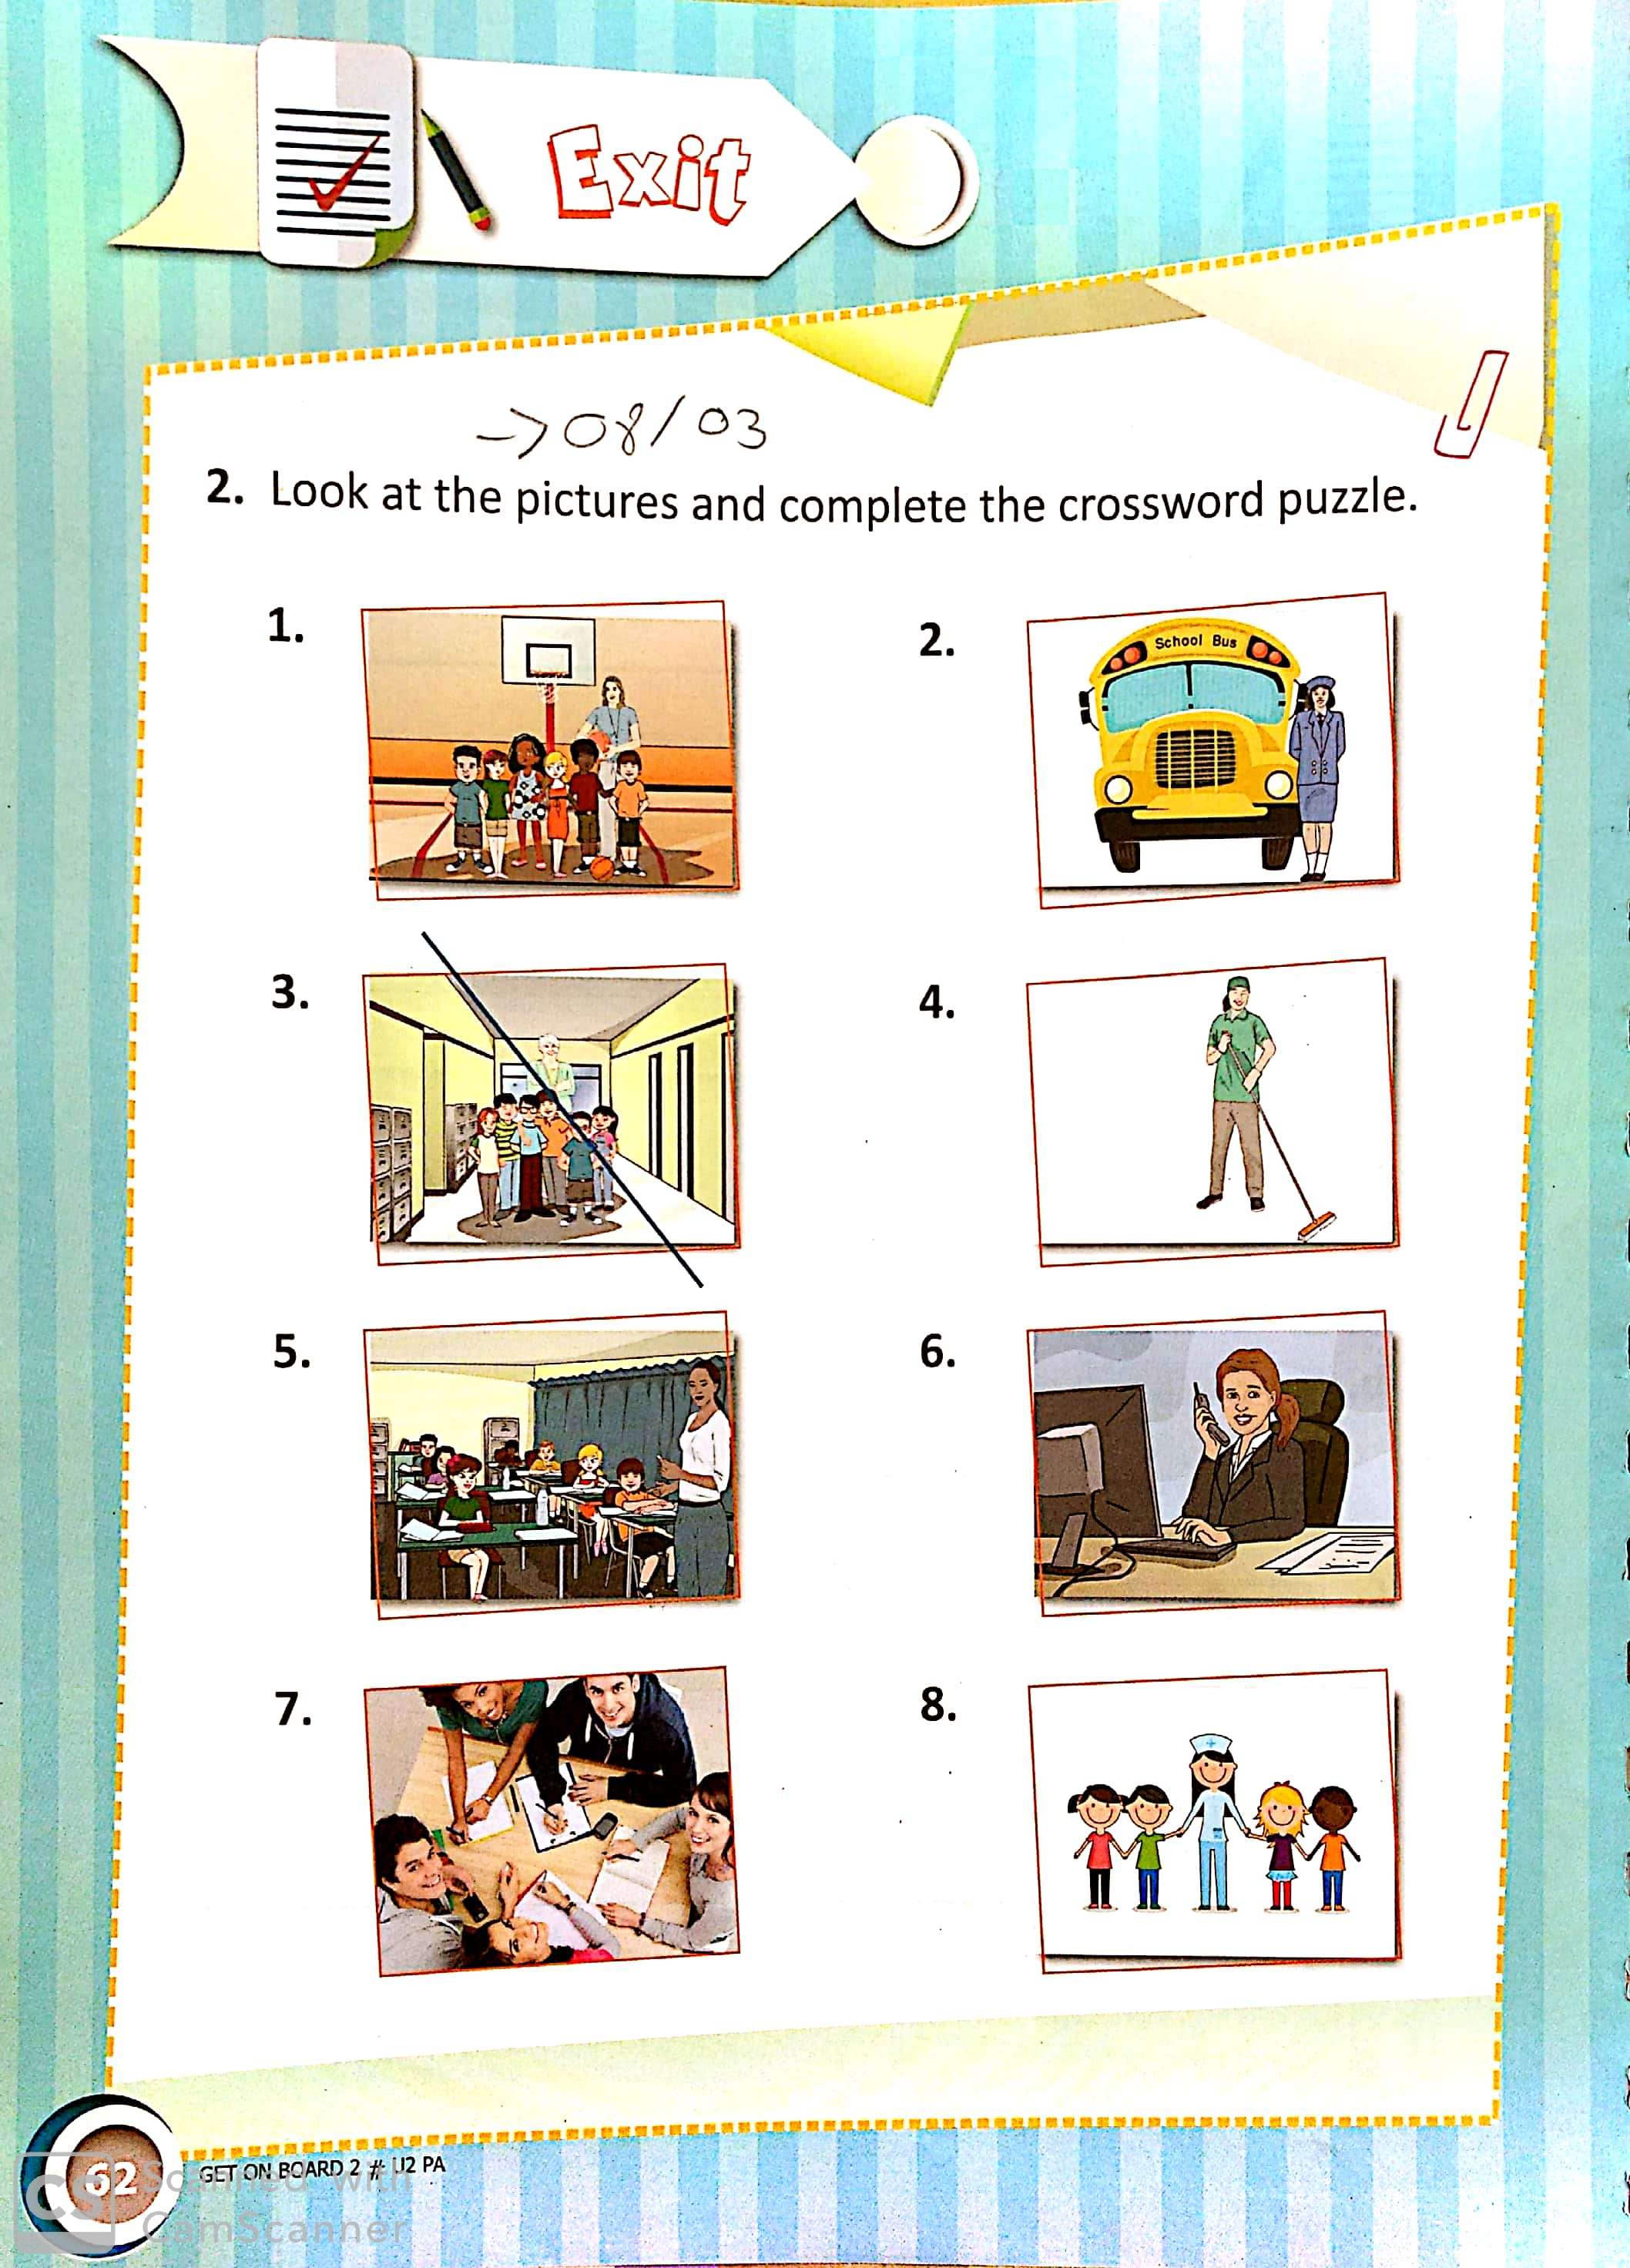 Exit
→08/03
2. Look at the pictures and complete the crossword puzzle.
1.
2.
School Bus
3.
4.
5.
6.
7.
8.
62
GET ON BOARD 2 # U2 PA
CS
Scanned with
CamScanner